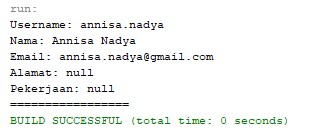 run:
Username: annisa.nadya
Nama: Annisa Nadya
Email: annisa.nadya@gmail.com
Alamat: null
Pekerjaan: null
=================
BUILD SUCCESSFUL (total time: 0 seconds)